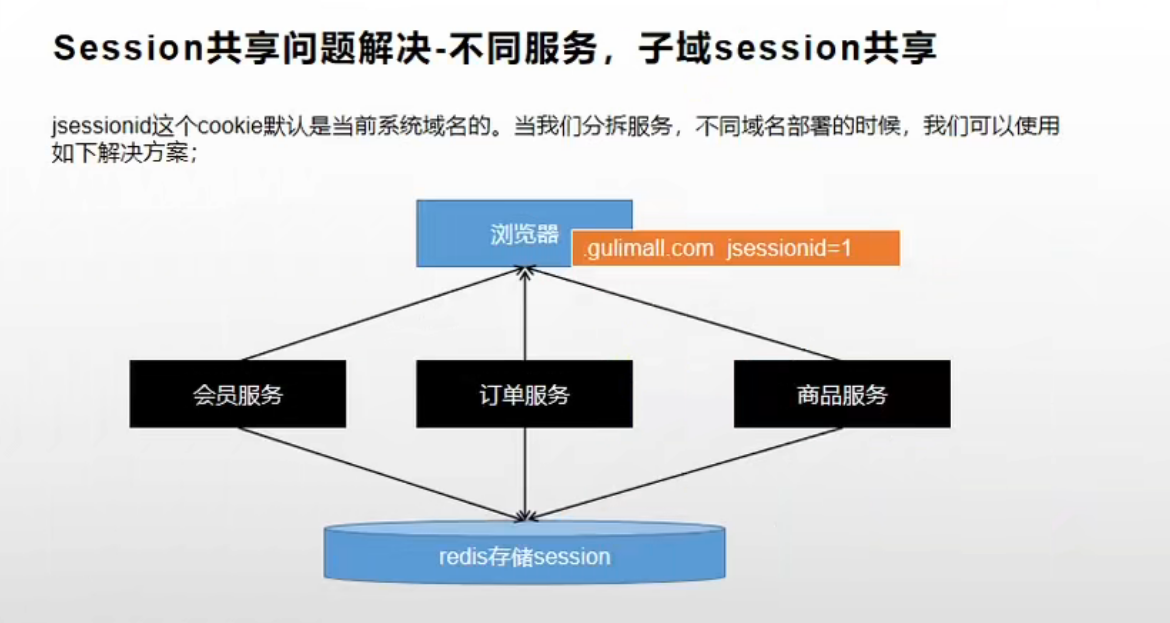 Session共享问题解决-不同服务，子域session共享
jsessionid这个cookie默认是当前系统域名的。当我们分拆服务，不同域名部署的时候，我们可以使用
如下解决方案；
浏览器
.gulimall.com jsessionid=1
会员服务
订单服务
商品服务
redis存储session